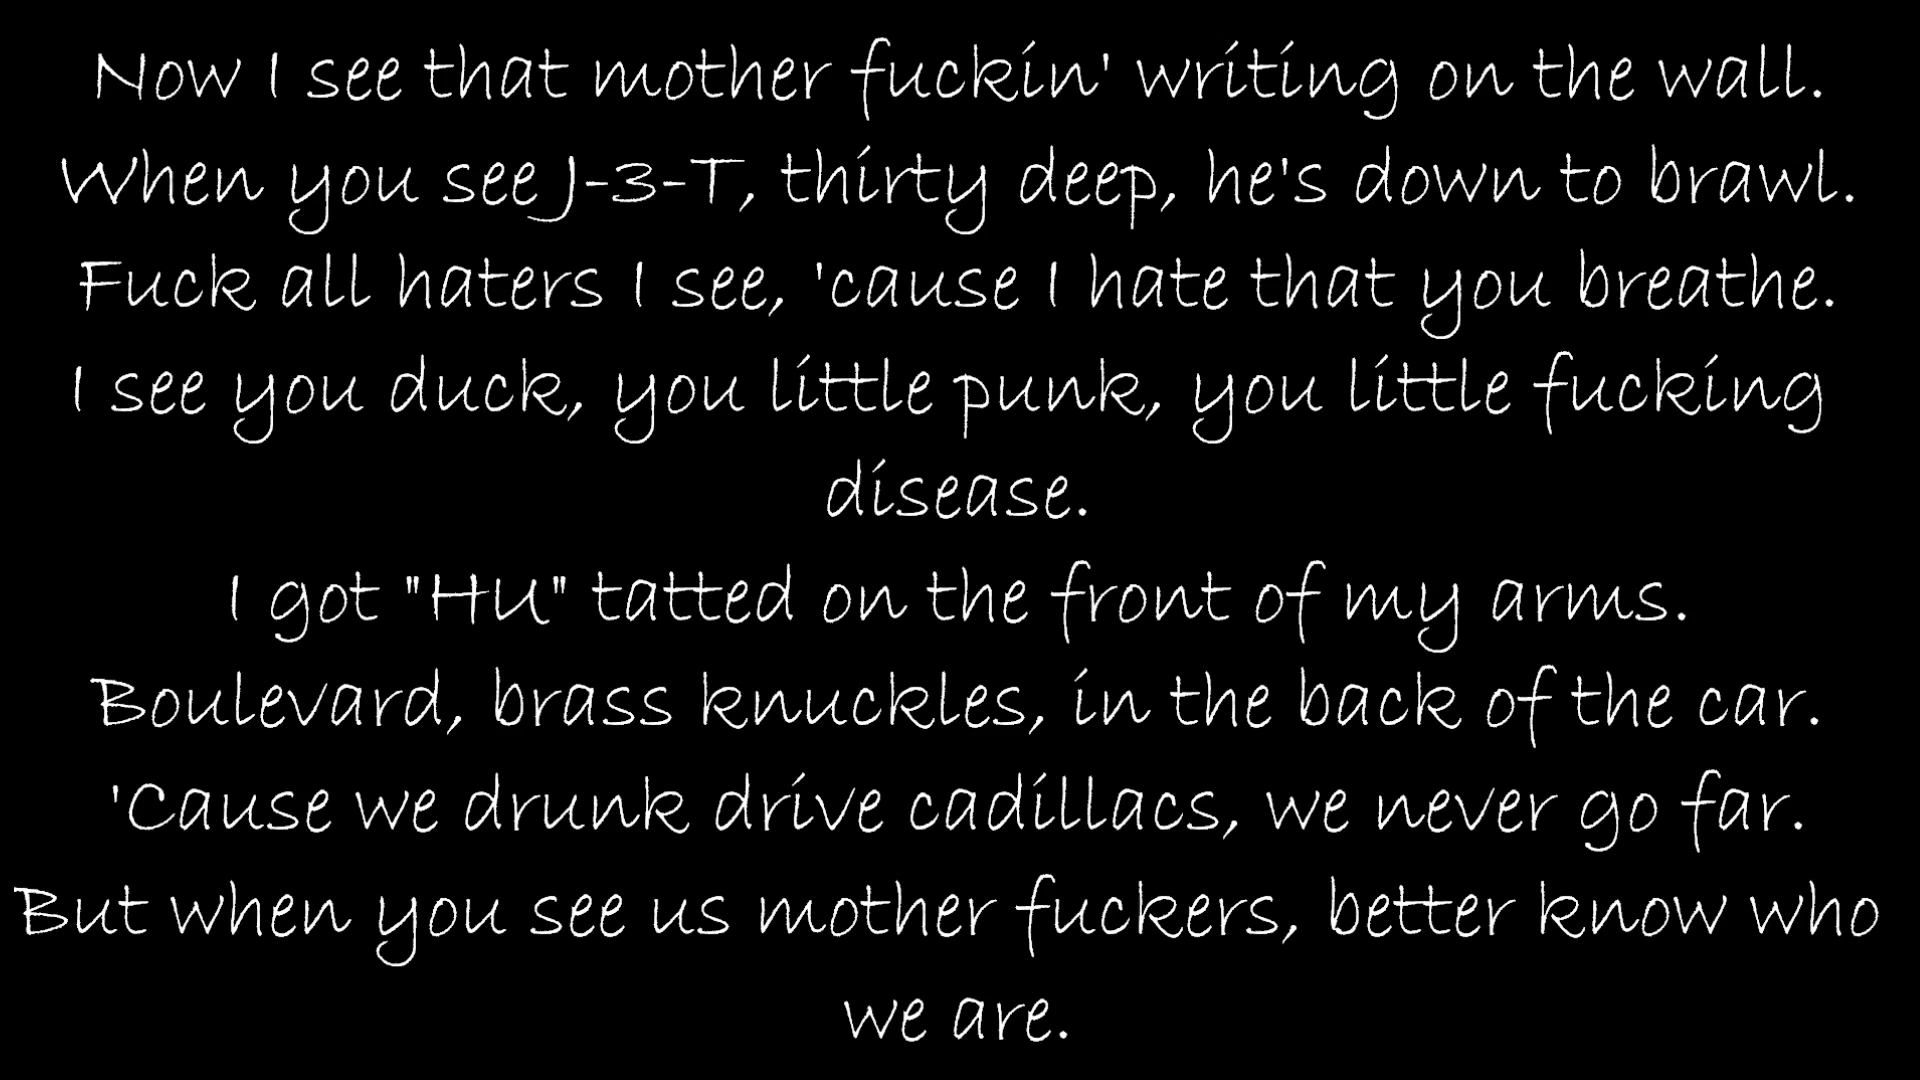 Now I see that mother fuckin' writing on the wall.
When you see J-3-T, thirty deep, he's down to brawl.
Fuck all haters I see, 'cause I hate that you breathe.
I see you duck, you little punk, you little fucking
disease.
I got "HU" tatted on the front of my arms.
Boulevard, brass knuckles, in the back of the car.
'Cause we drunk drive cadillacs, we never go far.
But when you see us mother fuckers, better know who
we are.